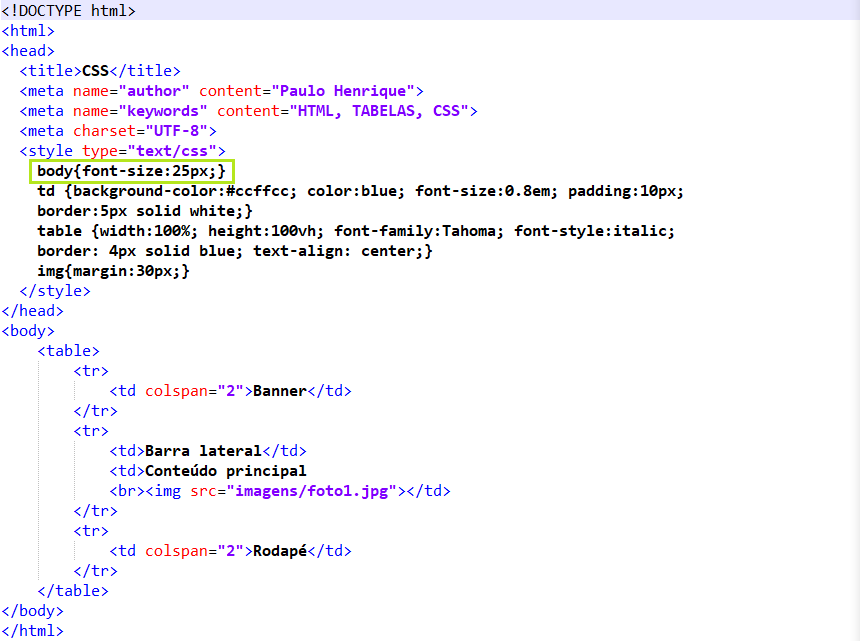 <!DOCTYPE html>
<html>
<head>
  <title>CSS</title>
  <meta name="author" content="Paulo Henrique">
  <meta name="keywords" content="HTML, TABELAS, CSS">
  <meta charset="UTF-8">
  <style type="text/css">
    body{font-size:25px;}
    td {background-color:#ccffcc; color:blue; font-size:0.8em; padding:10px;
    border:5px solid white;}
    table {width:100%; height:100vh; font-family:Tahoma; font-style:italic;
    border: 4px solid blue; text-align: center;}
    img{margin:30px;}
  </style>
</head>
<body>
    <table>
        <tr>
            <td colspan="2">Banner</td>
        </tr>
        <tr>
            <td>Barra lateral</td>
            <td>Conteúdo principal
            <br><img src="imagens/foto1.jpg"></td>
        </tr>
        <tr>
            <td colspan="2">Rodapé</td>
        </tr>
    </table>
</body>
</html>